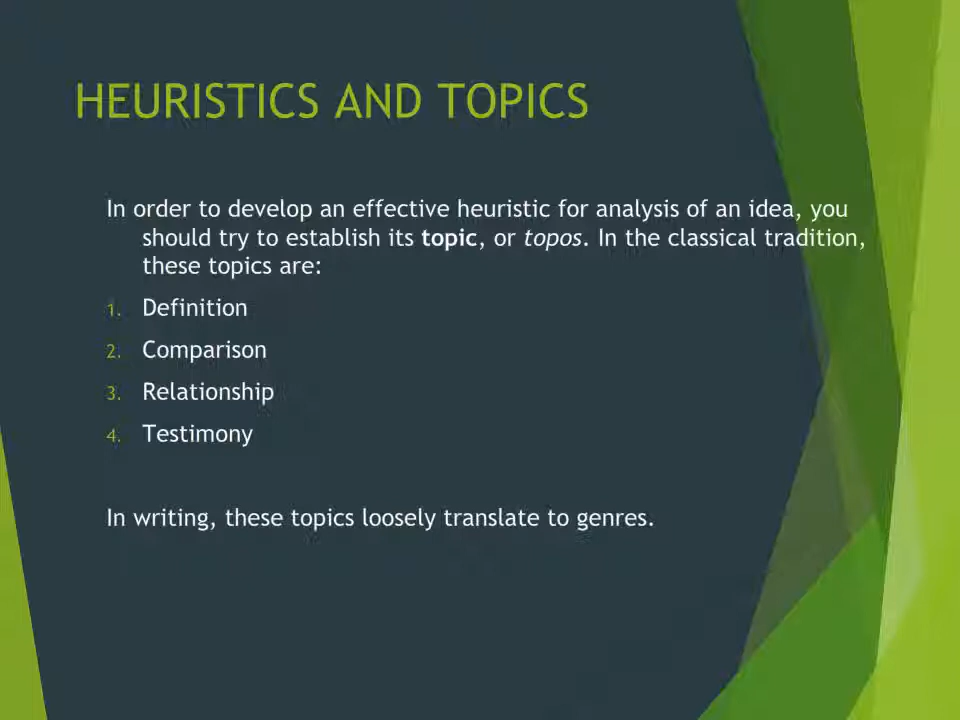 HEURISTICS AND TOPICS
In order to develop an effective heuristic for analysis of an idea, you
should try to establish its topic, or topos. In the classical tradition,
these topics are:
1. Definition
2. Comparison
3. Relationship
4. Testimony
In writing, these topics loosely translate to genres.